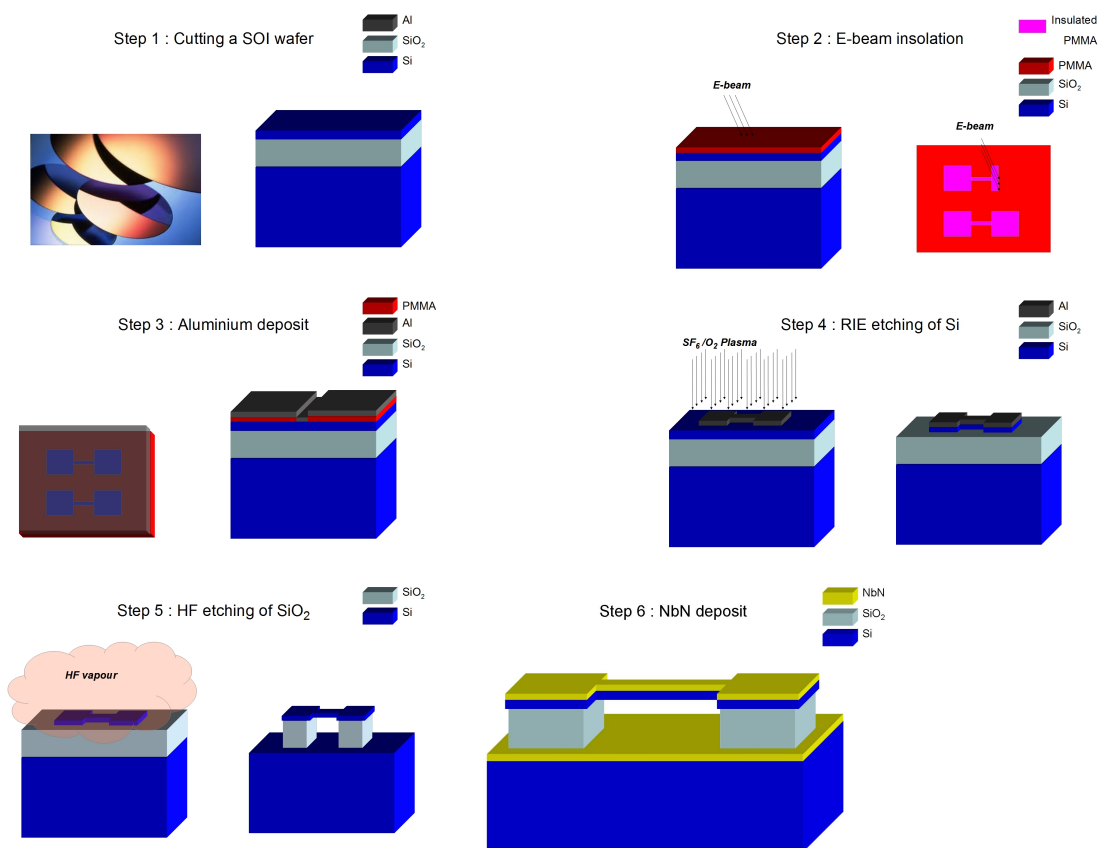 Step 1 : Cutting a SOI wafer
Al
SiO2
Si
Step 2 : E-beam insolation
Insulated
PMMA
PMMA
SiO2
Si
E-beam
E-beam
Step 3 : Aluminium deposit
PMMA
Al
SiO2
Si
Step 4 : RIE etching of Si
Al
SiO2
Si
SF6 /O2 Plasma
Step 5 : HF etching of SiO2
SiO2
Si
HF vapour
Step 6 : NbN deposit
NbN
SiO2
Si